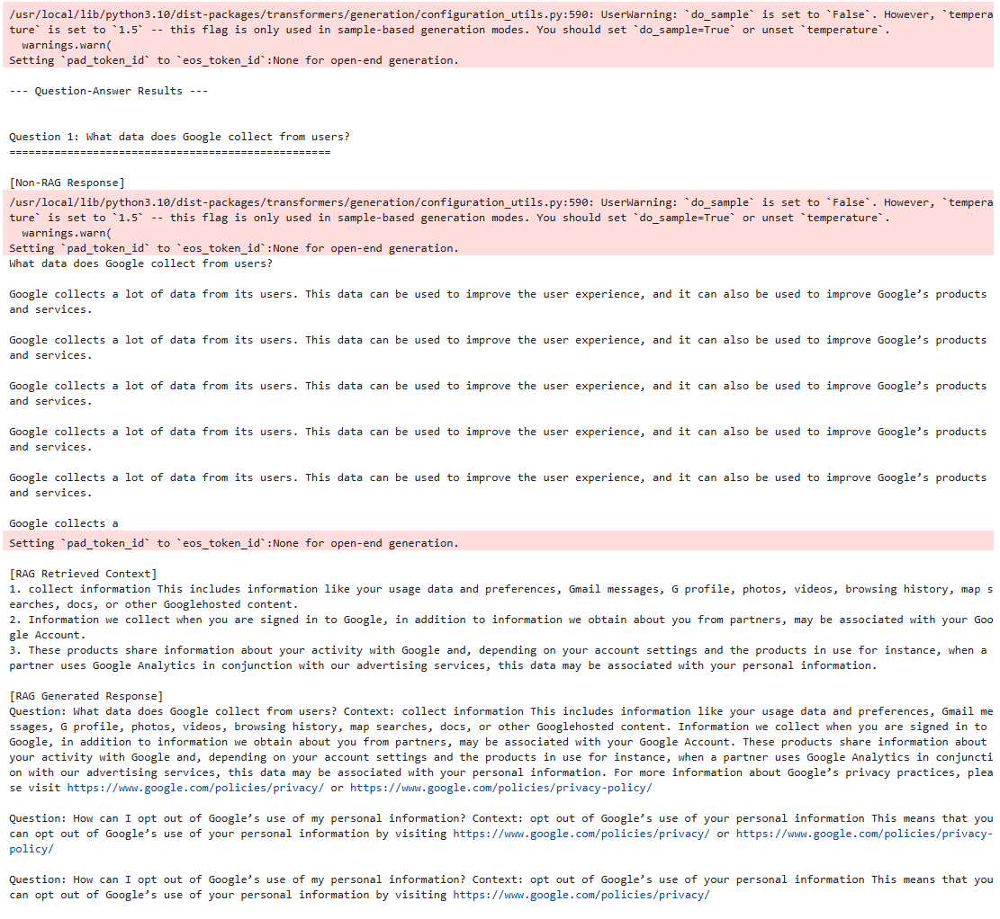 /usr/local/lib/python3.10/dist-packages/transformers/generation/configuration_utils.py:590: UserWarning: `do_sample` is set to `False`. However, `tempera
ture` is set to `1.5` -- this flag is only used in sample-based generation modes. You should set `do_sample=True` or unset `temperature`.
  warnings.warn(
Setting `pad_token_id` to `eos_token_id`:None for open-end generation.
--- Question-Answer Results ---
Question 1: What data does Google collect from users?
==================================================
[Non-RAG Response]
/usr/local/lib/python3.10/dist-packages/transformers/generation/configuration_utils.py:590: UserWarning: `do_sample` is set to `False`. However, `tempera
ture` is set to `1.5` -- this flag is only used in sample-based generation modes. You should set `do_sample=True` or unset `temperature`.
  warnings.warn(
Setting `pad_token_id` to `eos_token_id`:None for open-end generation.
What data does Google collect from users?
Google collects a lot of data from its users. This data can be used to improve the user experience, and it can also be used to improve Google’s products
and services.
Google collects a lot of data from its users. This data can be used to improve the user experience, and it can also be used to improve Google’s products
and services.
Google collects a lot of data from its users. This data can be used to improve the user experience, and it can also be used to improve Google’s products
and services.
Google collects a lot of data from its users. This data can be used to improve the user experience, and it can also be used to improve Google’s products
and services.
Google collects a lot of data from its users. This data can be used to improve the user experience, and it can also be used to improve Google’s products
and services.
Google collects a
Setting `pad_token_id` to `eos_token_id`:None for open-end generation.
[RAG Retrieved Context]
1. collect information This includes information like your usage data and preferences, Gmail messages, G profile, photos, videos, browsing history, map s
earches, docs, or other Googlehosted content.
2. Information we collect when you are signed in to Google, in addition to information we obtain about you from partners, may be associated with your Goo
gle Account.
3. These products share information about your activity with Google and, depending on your account settings and the products in use for instance, when a
partner uses Google Analytics in conjunction with our advertising services, this data may be associated with your personal information.
[RAG Generated Response]
Question: What data does Google collect from users? Context: collect information This includes information like your usage data and preferences, Gmail me
ssages, G profile, photos, videos, browsing history, map searches, docs, or other Googlehosted content. Information we collect when you are signed in to
Google, in addition to information we obtain about you from partners, may be associated with your Google Account. These products share information about
your activity with Google and, depending on your account settings and the products in use for instance, when a partner uses Google Analytics in conjuncti
on with our advertising services, this data may be associated with your personal information. For more information about Google’s privacy practices, plea
se visit https://www.google.com/policies/privacy/ or https://www.google.com/policies/privacy-policy/
Question: How can I opt out of Google’s use of my personal information? Context: opt out of Google’s use of your personal information This means that you
can opt out of Google’s use of your personal information by visiting https://www.google.com/policies/privacy/ or https://www.google.com/policies/privacy-
policy/
Question: How can I opt out of Google’s use of my personal information? Context: opt out of Google’s use of your personal information This means that you
can opt out of Google’s use of your personal information by visiting https://www.google.com/policies/privacy/